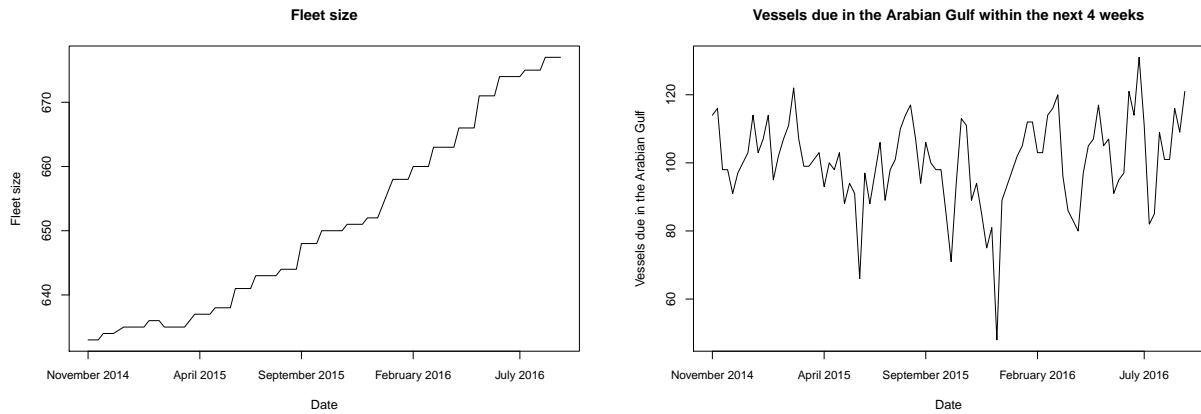 Fleet size
Fleet size
670
660
650
640
November 2014 April 2015 September 2015 February 2016 July 2016
Date
Vessels due in the Arabian Gulf within the next 4 weeks
Vessels due in the Arabian Gulf
120
100
80
60
November 2014 April 2015 September 2015 February 2016 July 2016
Date